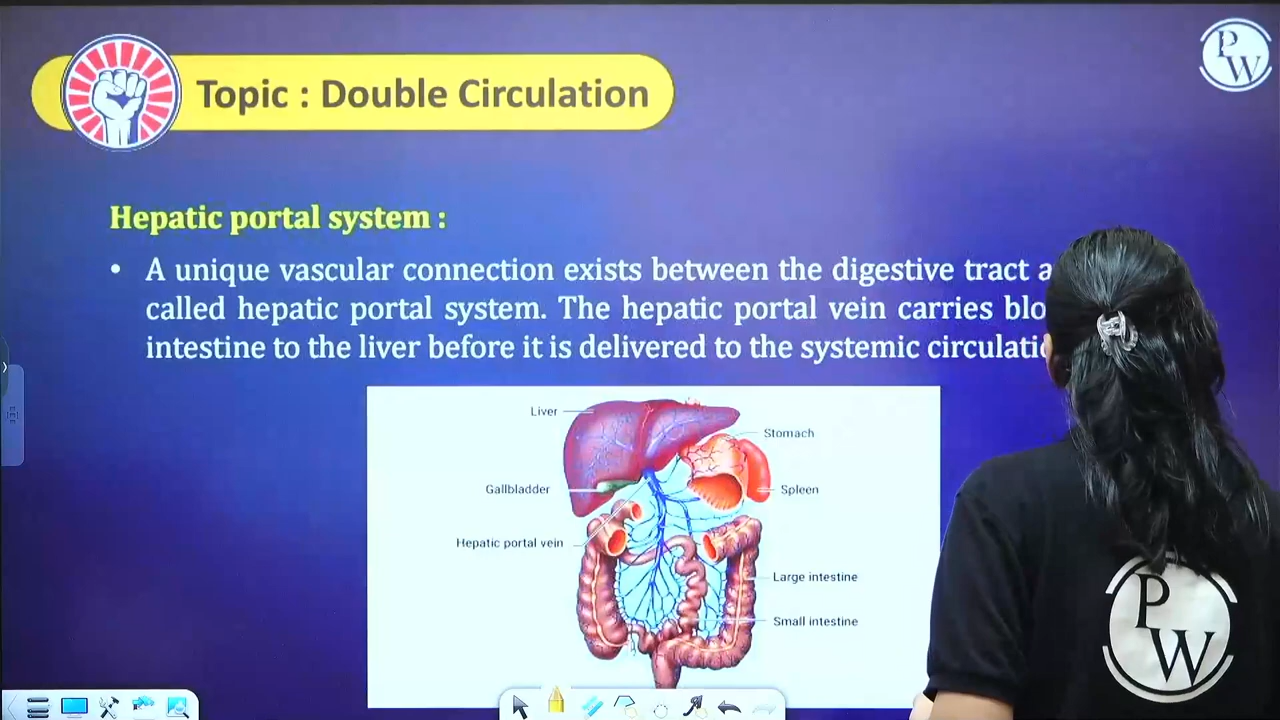 Topic : Double Circulation
PW
Hepatic portal system :
• A unique vascular connection exists between the digestive tract
called hepatic portal system. The hepatic portal vein carries
intestine to the liver before it is delivered to the systemic
Liver
Stomach
Gallbladder
Spleen
Hepatic portal vein
Large intestine
Small intestine
PW